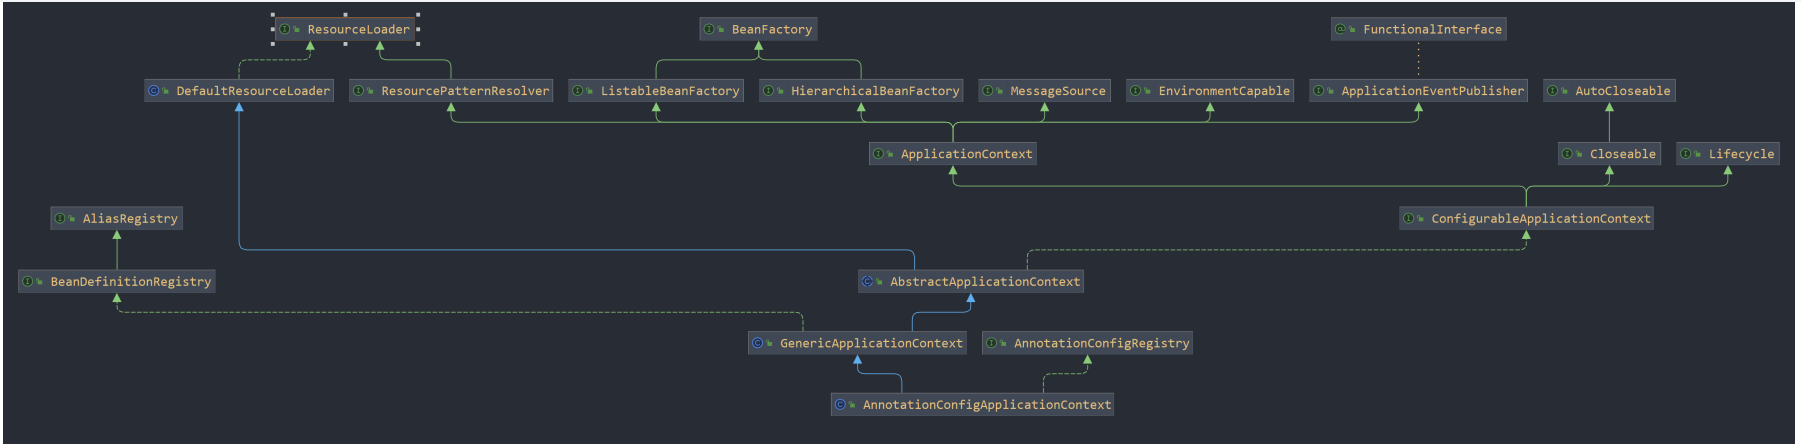 ResourceLoader
BeanFactory
FunctionalInterface
DefaultResourceLoader
ResourcePatternResolver
ListableBeanFactory
HierarchicalBeanFactory
MessageSource
EnvironmentCapable
ApplicationEventPublisher
AutoCloseable
ApplicationContext
Closeable
Lifecycle
AliasRegistry
ConfigurableApplicationContext
BeanDefinitionRegistry
AbstractApplicationContext
GenericApplicationContext
AnnotationConfigRegistry
AnnotationConfigApplicationContext